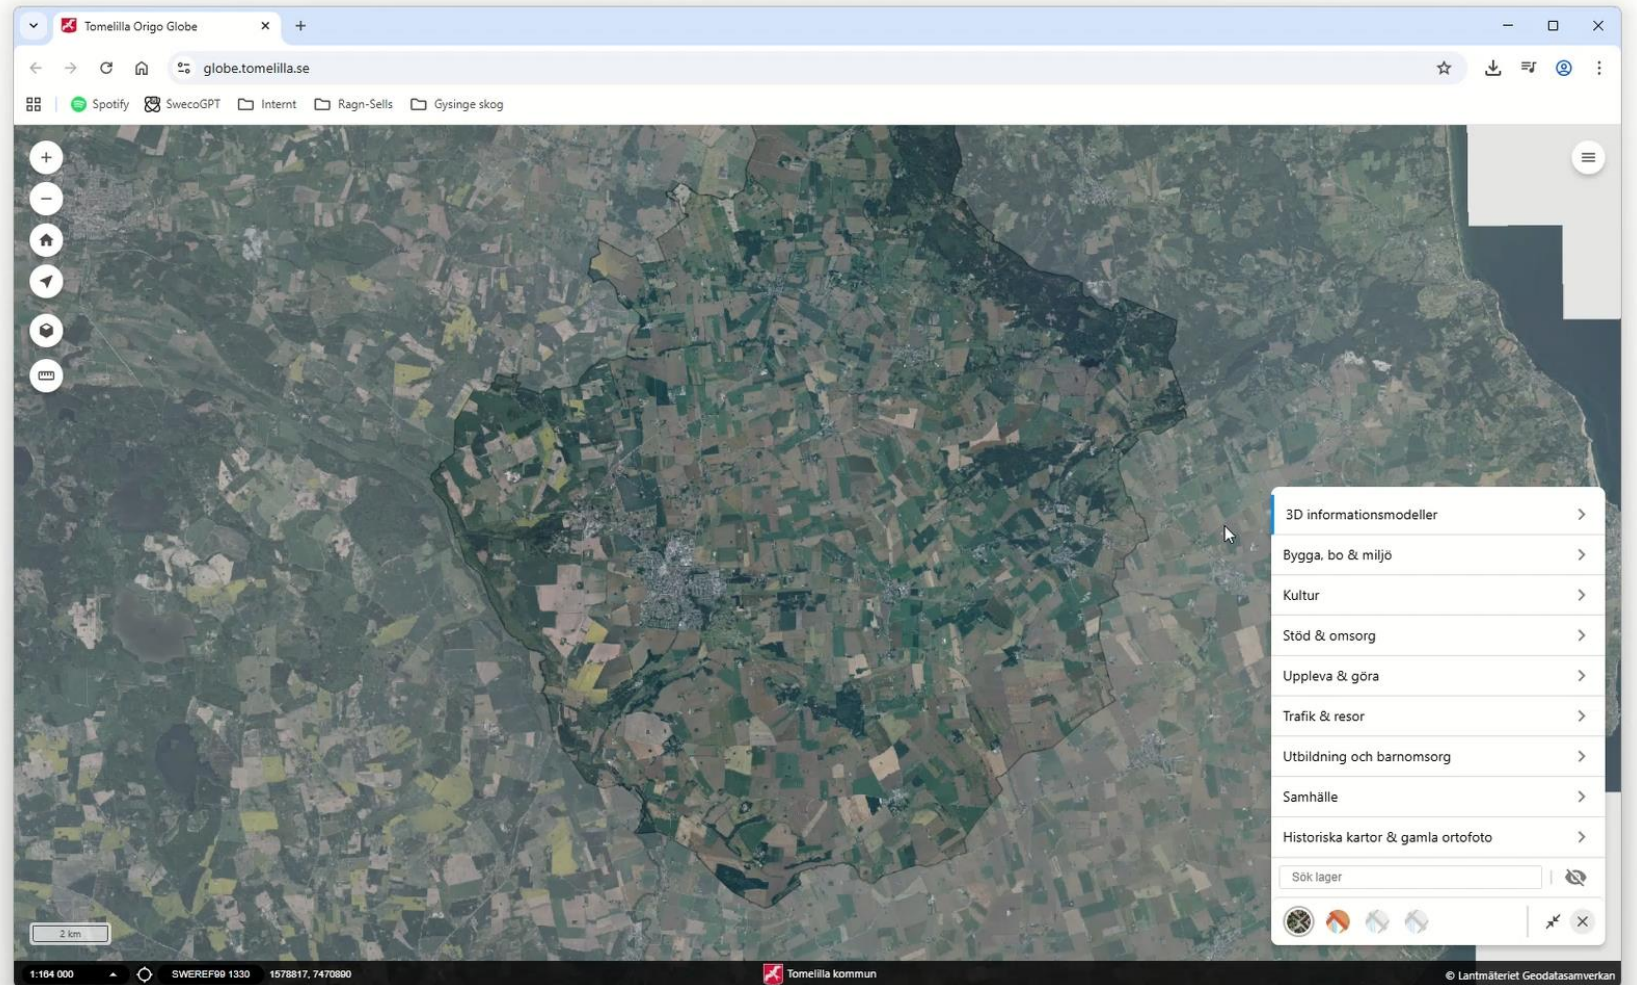 Tomelilla Origo Globe
globe.tomelilla.se
Spotify
SwecoGPT
Internt
Ragn-Sells
Gysinge skog
3D informationsmodeller
Bygga, bo & miljö
Kultur
Stöd & omsorg
Uppleva & göra
Trafik & resor
Utbildning och barnomsorg
Samhälle
Historiska kartor & gamla ortofoto
Sök lager
2 km
1:164 000
SWEREF99 1330
1578817, 7470890
Tomelilla kommun
© Lantmäteriet Geodatasamverkan